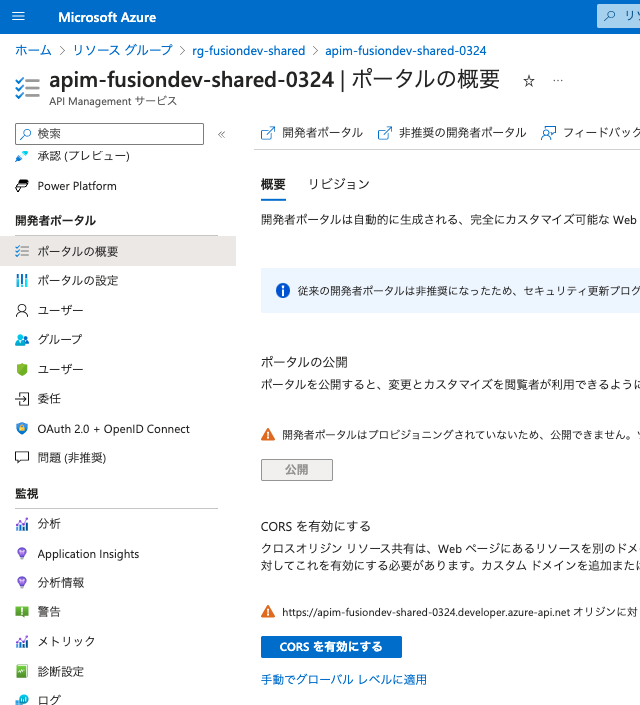 Microsoft Azure
リソ
ホーム > リソース グループ > rg-fusiondev-shared > apim-fusiondev-shared-0324
apim-fusiondev-shared-0324 | ポータルの概要 ☆ …
API Management サービス
検索 «
承認 (プレビュー)
Power Platform
開発者ポータル
ポータルの概要
ポータルの設定
ユーザー
グループ
ユーザー
委任
OAuth 2.0 + OpenID Connect
問題 (非推奨)
監視
分析
Application Insights
分析情報
警告
メトリック
診断設定
ログ
開発者ポータル 非推奨の開発者ポータル フィードバック
概要 リビジョン
開発者ポータルは自動的に生成される、完全にカスタマイズ可能な Web
従来の開発者ポータルは非推奨になったため、セキュリティ更新プログ
ポータルの公開
ポータルを公開すると、変更とカスタマイズを閲覧者が利用できるように
開発者ポータルはプロビジョニングされていないため、公開できません。
公開
CORS を有効にする
クロスオリジン リソース共有は、Web ページにあるリソースを別のドメ
対してこれを有効にする必要があります。カスタム ドメインを追加または
https://apim-fusiondev-shared-0324.developer.azure-api.net オリジンに対
CORS を有効にする
手動でグローバル レベルに適用